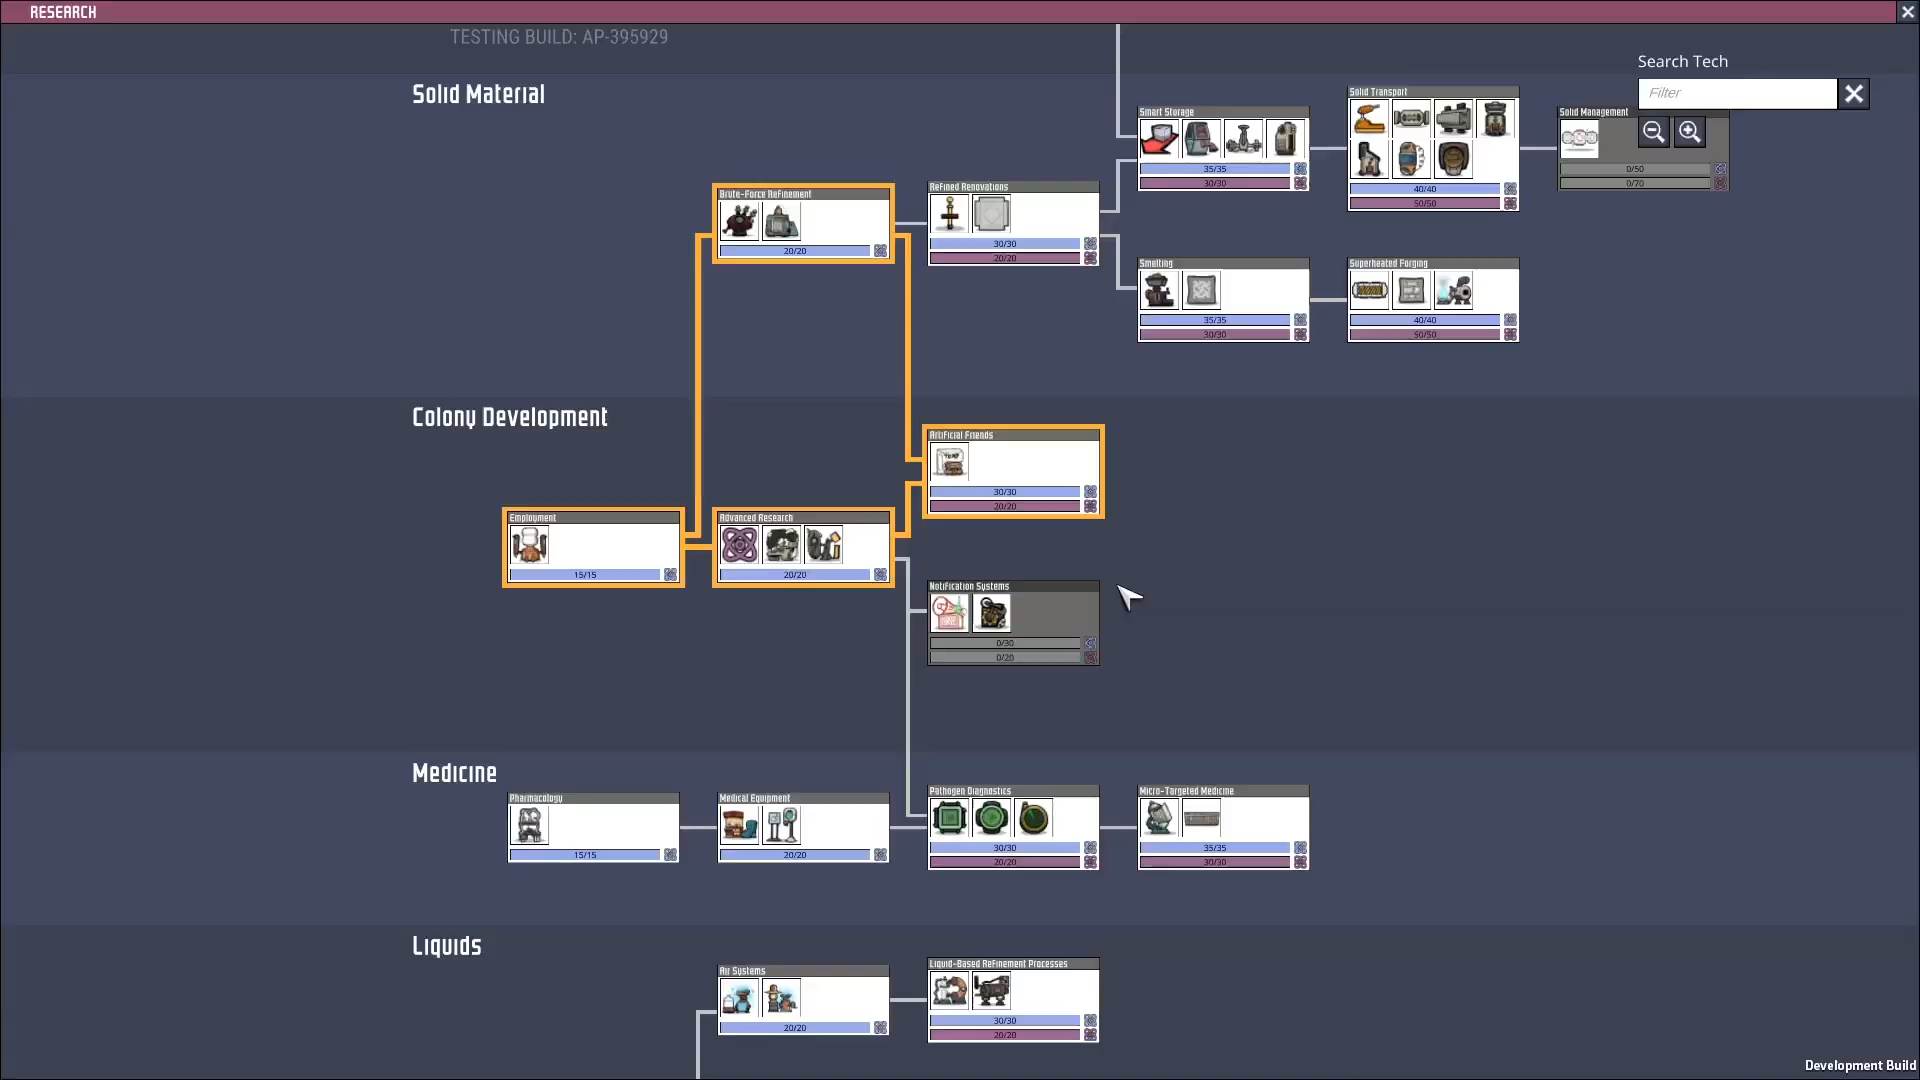 RESEARCH
TESTING BUILD: AP-395929
Search Tech
Filter
Solid Material
Solid Transport
Smart Storage
Solid Management
35/35
30/30
40/40
50/50
0/50
0/70
Brute-Force Refinement
20/20
Refined Renovations
30/30
20/20
Smelting
35/35
30/30
Superheated Forging
40/40
50/50
Colony Development
Artificial Friends
30/30
20/20
Employment
15/15
Advanced Research
20/20
Notification Systems
0/30
0/20
Medicine
Pharmacology
15/15
Medical Equipment
20/20
Pathogen Diagnostics
30/30
20/20
Micro-Targeted Medicine
35/35
30/30
Liquids
Air Systems
20/20
Liquid-Based Refinement Processes
30/30
20/20
Development Build